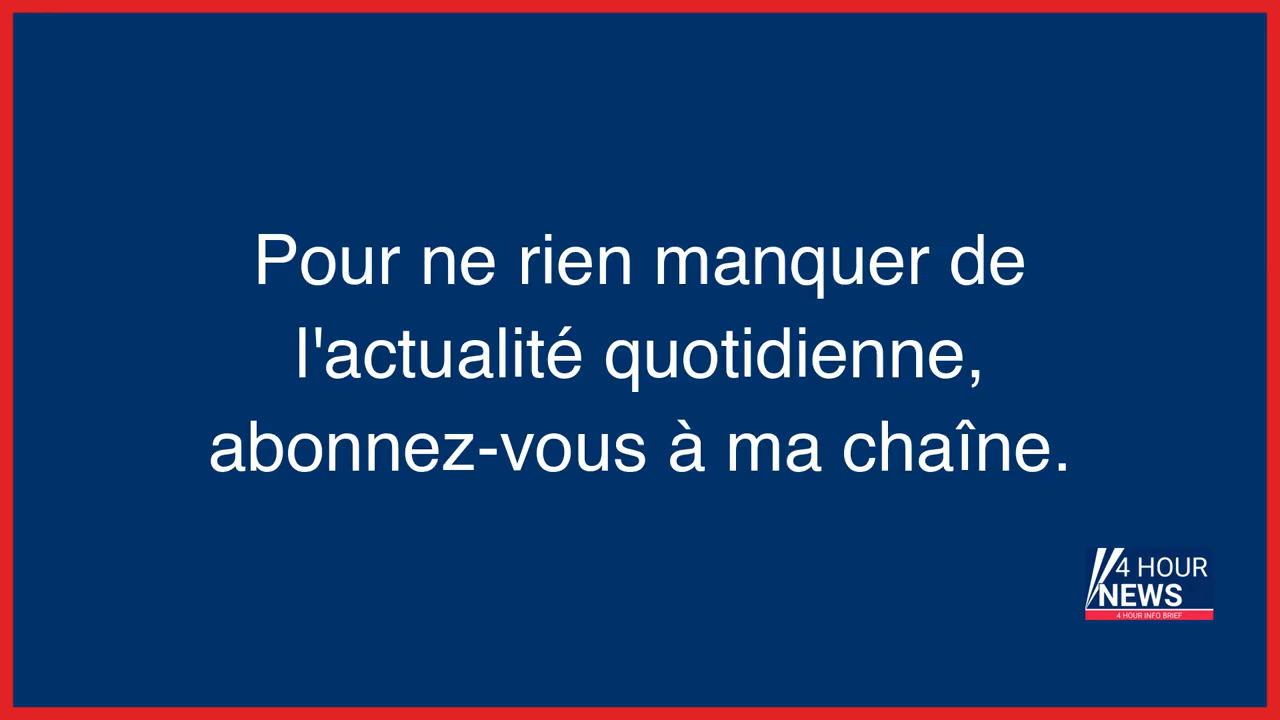 Pour ne rien manquer de
l'actualité quotidienne,
abonnez-vous à ma chaîne.
4 HOUR
NEWS
4 HOUR INFO BRIEF